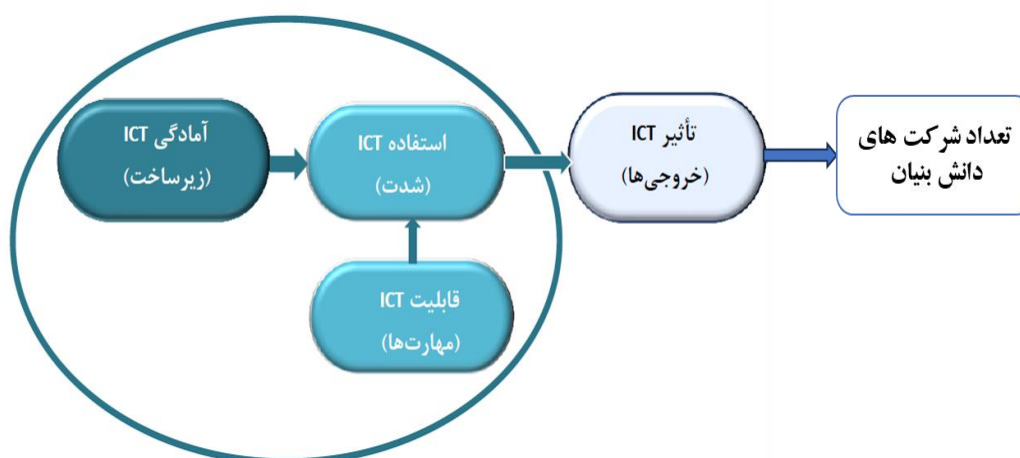 آمادگی ICT
(زیرساخت)
استفاده ICT
(شدت)
قابلیت ICT
(مهارت‌ها)
تأثیر ICT
(خروجی‌ها)
تعداد شرکت های
دانش بنیان